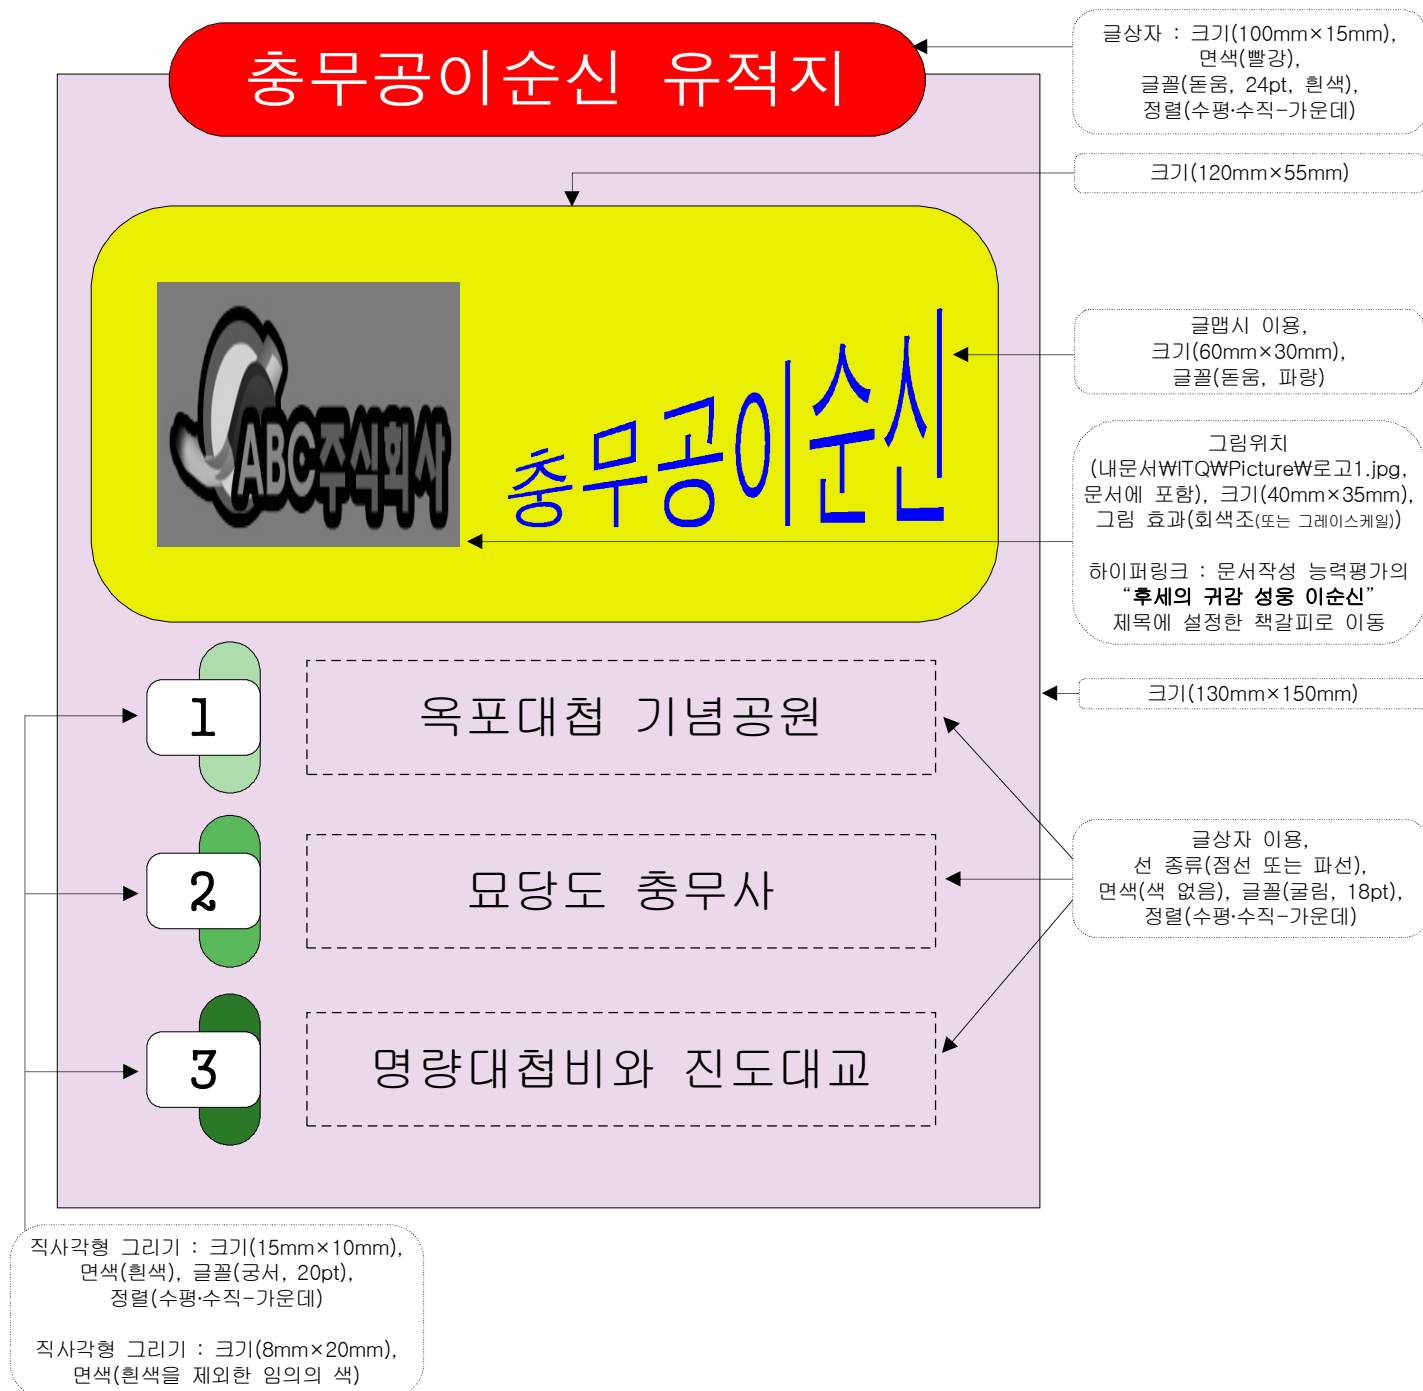 충무공이순신 유적지
글상자 : 크기(100mm×15mm),
면색(빨강),
글꼴(돋움, 24pt, 흰색),
정렬(수평·수직-가운데)
크기(120mm×55mm)
글맵시 이용,
크기(60mm×30mm),
글꼴(돋움, 파랑)
ABC주식회사
충무공이순신
그림위치
(내문서₩ITQ₩Picture₩로고1.jpg,
문서에 포함), 크기(40mm×35mm),
그림 효과(회색조(또는 그레이스케일))
하이퍼링크 : 문서작성 능력평가의
“후세의 귀감 성웅 이순신”
제목에 설정한 책갈피로 이동
크기(130mm×150mm)
1
옥포대첩 기념공원
2
묘당도 충무사
글상자 이용,
선 종류(점선 또는 파선),
면색(색 없음), 글꼴(굴림, 18pt),
정렬(수평·수직-가운데)
3
명량대첩비와 진도대교
직사각형 그리기 : 크기(15mm×10mm),
면색(흰색), 글꼴(궁서, 20pt),
정렬(수평·수직-가운데)
직사각형 그리기 : 크기(8mm×20mm),
면색(흰색을 제외한 임의의 색)